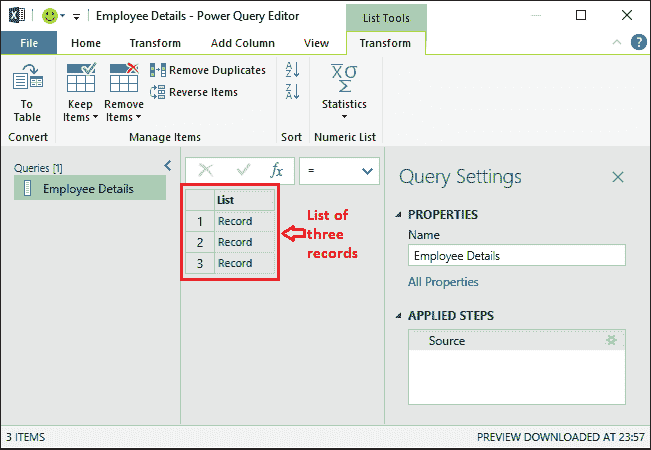 Employee Details - Power Query Editor
List Tools
File
Home
Transform
Add Column
View
Transform
To
Table
Convert
Keep
Items
Remove
Items
Remove Duplicates
Reverse Items
Manage Items
A
Z
Z
A
Sort
X̅σ
Σ
Statistics
Numeric List
Queries [1]
Employee Details
fx
=
List
1 Record
2 Record
3 Record
List of
three
records
Query Settings
PROPERTIES
Name
Employee Details
All Properties
APPLIED STEPS
Source
3 ITEMS
PREVIEW DOWNLOADED AT 23:57